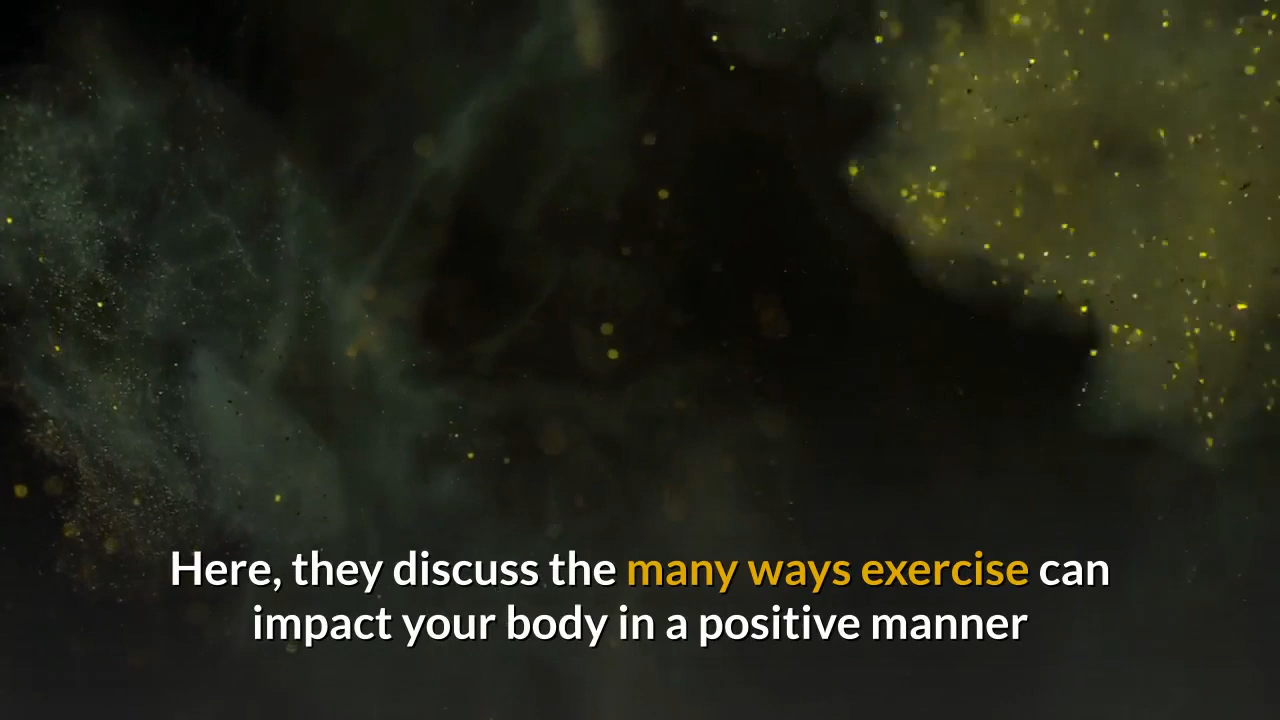 Here, they discuss the many ways exercise can
impact your body in a positive manner